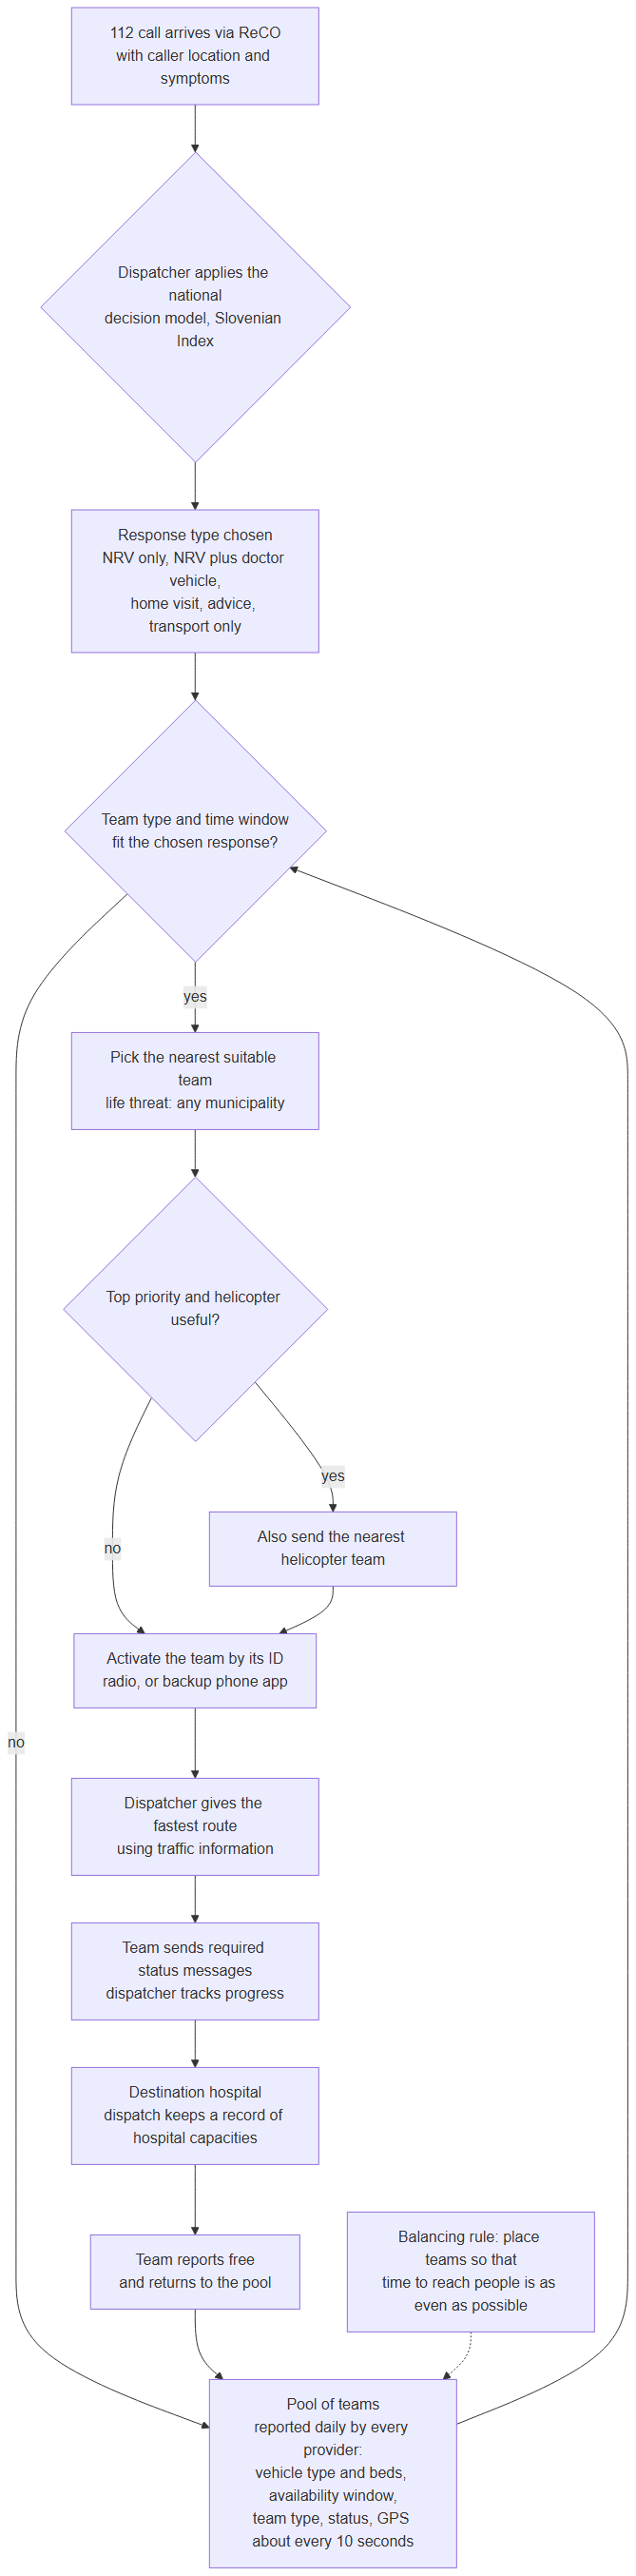 112 call arrives via ReCO
with caller location and
symptoms
Dispatcher applies the
national
decision model, Slovenian
Index
Response type chosen
NRV only, NRV plus doctor
vehicle,
home visit, advice,
transport only
Team type and time window
fit the chosen response?
yes
Pick the nearest suitable
team
life threat: any municipality
Top priority and helicopter
useful?
yes
Also send the nearest
helicopter team
no
Activate the team by its ID
radio, or backup phone app
no
Dispatcher gives the
fastest route
using traffic information
Team sends required
status messages
dispatcher tracks progress
Destination hospital
dispatch keeps a record of
hospital capacities
Team reports free
and returns to the pool
Balancing rule: place
teams so that
time to reach people is as
even as possible
Pool of teams
reported daily by every
provider:
vehicle type and beds,
availability window,
team type, status, GPS
about every 10 seconds